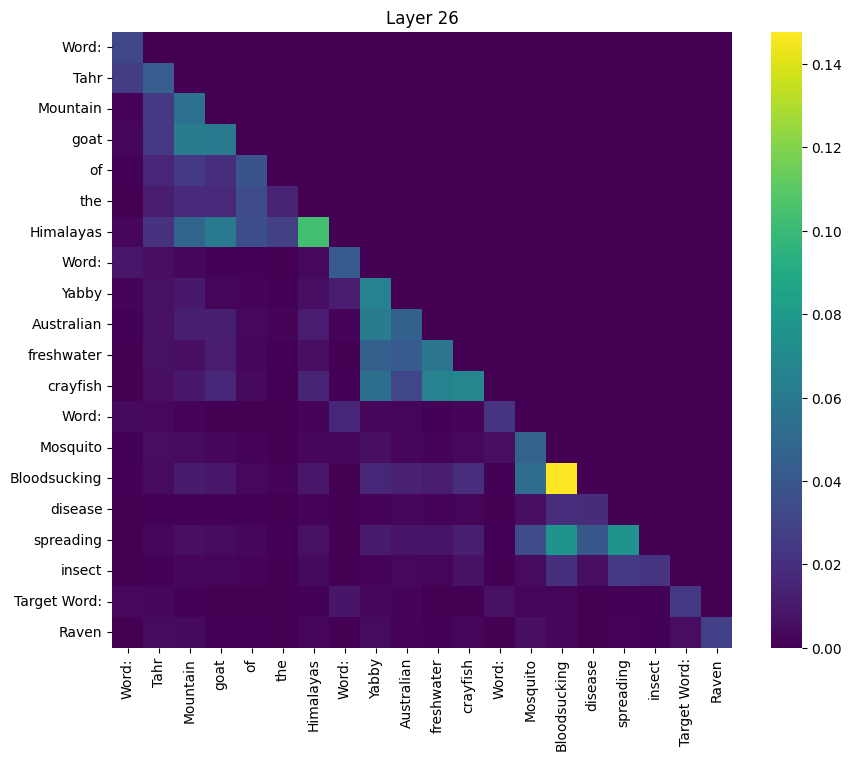 Layer 26
Word:
Tahr
Mountain
goat
of
the
Himalayas
Word:
Yabby
Australian
freshwater
crayfish
Word:
Mosquito
Bloodsucking
disease
spreading
insect
Target Word:
Raven
0.14
0.12
0.10
0.08
0.06
0.04
0.02
0.00
Word:
Tahr
Mountain
goat
of
the
Himalayas
Word:
Yabby
Australian
freshwater
crayfish
Word:
Mosquito
Bloodsucking
disease
spreading
insect
Target Word:
Raven